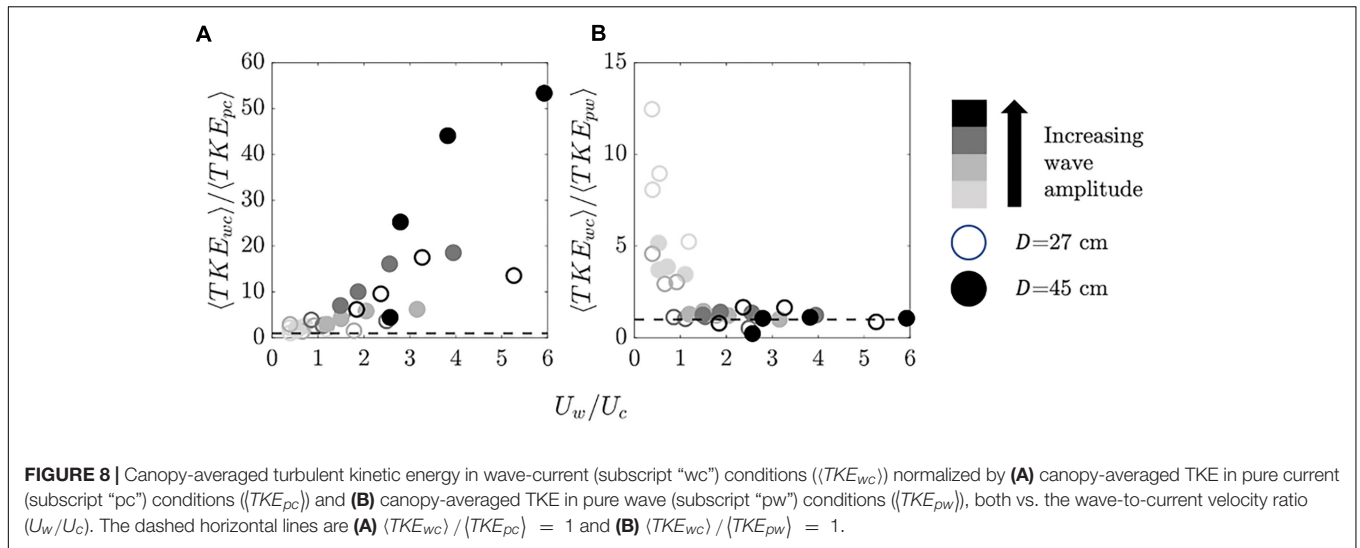 A
B
60
50
40
30
20
10
0
⟨TKE_wc⟩/⟨TKE_pc⟩
0 1 2 3 4 5 6
15
10
5
0
⟨TKE_wc⟩/⟨TKE_pw⟩
0 1 2 3 4 5 6
U_w/U_c
Increasing
wave
amplitude
D=27 cm
D=45 cm
FIGURE 8 | Canopy-averaged turbulent kinetic energy in wave-current (subscript “wc”) conditions (⟨TKE_wc⟩) normalized by (A) canopy-averaged TKE in pure current
(subscript “pc”) conditions (⟨TKE_pc⟩) and (B) canopy-averaged TKE in pure wave (subscript “pw”) conditions (⟨TKE_pw⟩), both vs. the wave-to-current velocity ratio
(U_w/U_c). The dashed horizontal lines are (A) ⟨TKE_wc⟩ / ⟨TKE_pc⟩ = 1 and (B) ⟨TKE_wc⟩ / ⟨TKE_pw⟩ = 1.